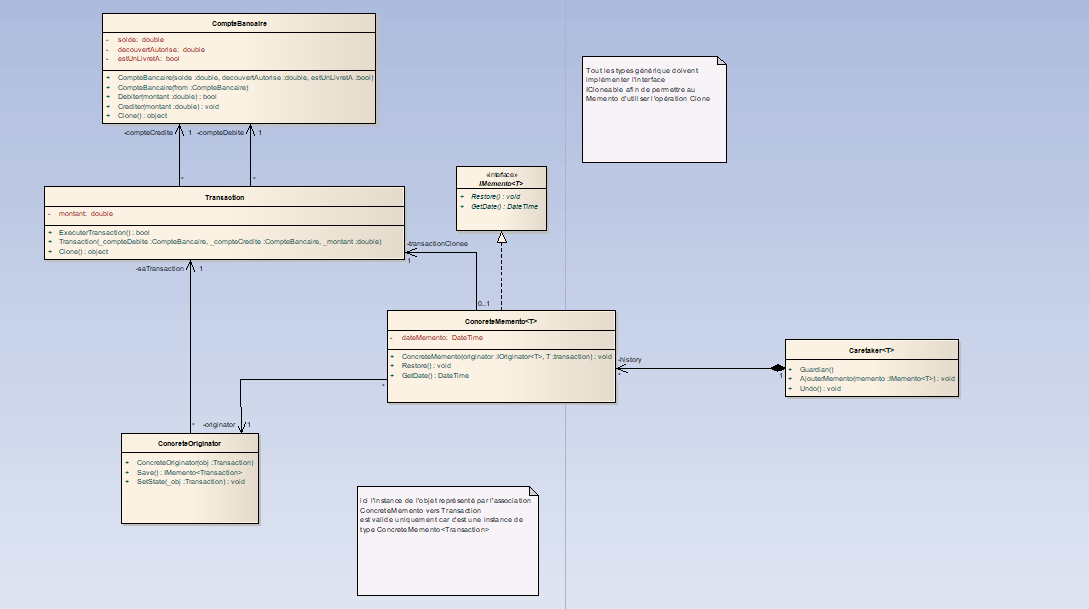 CompteBancaire
- solde: double
- decouvertAutorise: double
- estUnLivretA: bool
+ CompteBancaire(solde :double, decouvertAutorise :double, estUnLivretA :bool)
+ CompteBancaire(from :CompteBancaire)
+ Debiter(montant :double) : bool
+ Crediter(montant :double) : void
+ Clone() : object
-compteCredite 1 -compteDebite 1
* *
Tout les types générique doivent
implémenter l'interface
ICloneable afin de permettre au
Memento d'utiliser l'opération Clone
Transaction
- montant: double
+ ExecuterTransaction() : bool
+ Transaction(_compteDebite :CompteBancaire, _compteCredite :CompteBancaire, _montant :double)
+ Clone() : object
«interface»
IMemento<T>
+ Restore() : void
+ GetDate() : DateTime
-transactionClonee
1
-saTransaction 1
0..1
ConcreteMemento<T>
- dateMemento: DateTime
+ ConcreteMemento(originator :IOriginator<T>, T :transaction) : void
+ Restore() : void
+ GetDate() : DateTime
-history
*
1
Caretaker<T>
+ Guardian()
+ AjouterMemento(memento :IMemento<T>) : void
+ Undo() : void
*
* -originator 1
ConcreteOriginator
+ ConcreteOriginator(obj :Transaction)
+ Save() : IMemento<Transaction>
+ SetState(_obj :Transaction) : void
Ici l'instance de l'objet représenté par l'association
ConcreteMemento vers Transaction
est valide uniquement car c'est une instance de
type ConcreteMemento<Transaction>